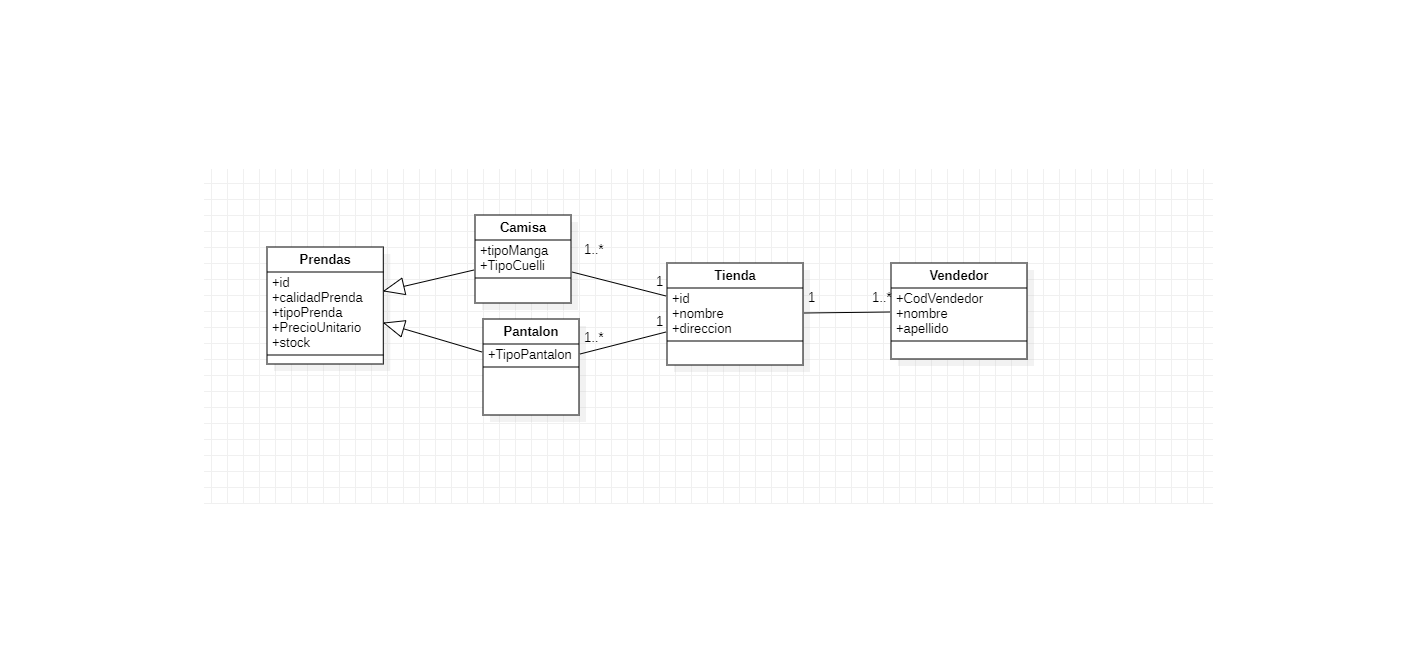 Prendas
+id
+calidadPrenda
+tipoPrenda
+PrecioUnitario
+stock
Camisa
+tipoManga
+TipoCuelli
1..*
1
Pantalon
+TipoPantalon
1..*
1
Tienda
+id
+nombre
+direccion
1
1..*
Vendedor
+CodVendedor
+nombre
+apellido